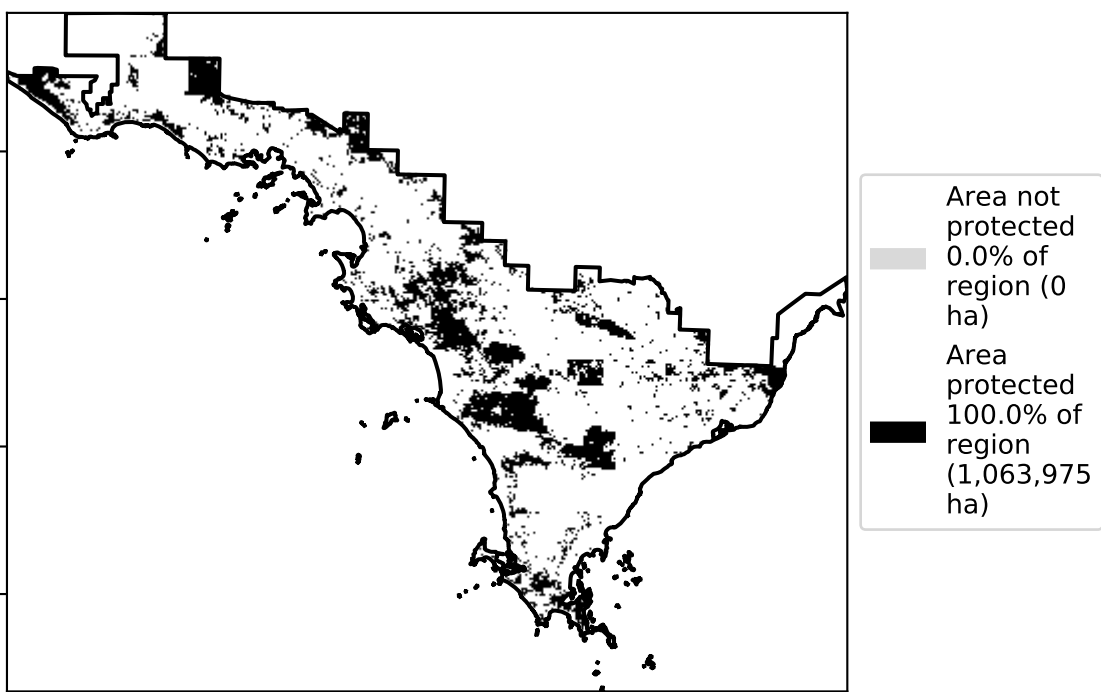 Area not
protected
0.0% of
region (0
ha)
Area
protected
100.0% of
region
(1,063,975
ha)